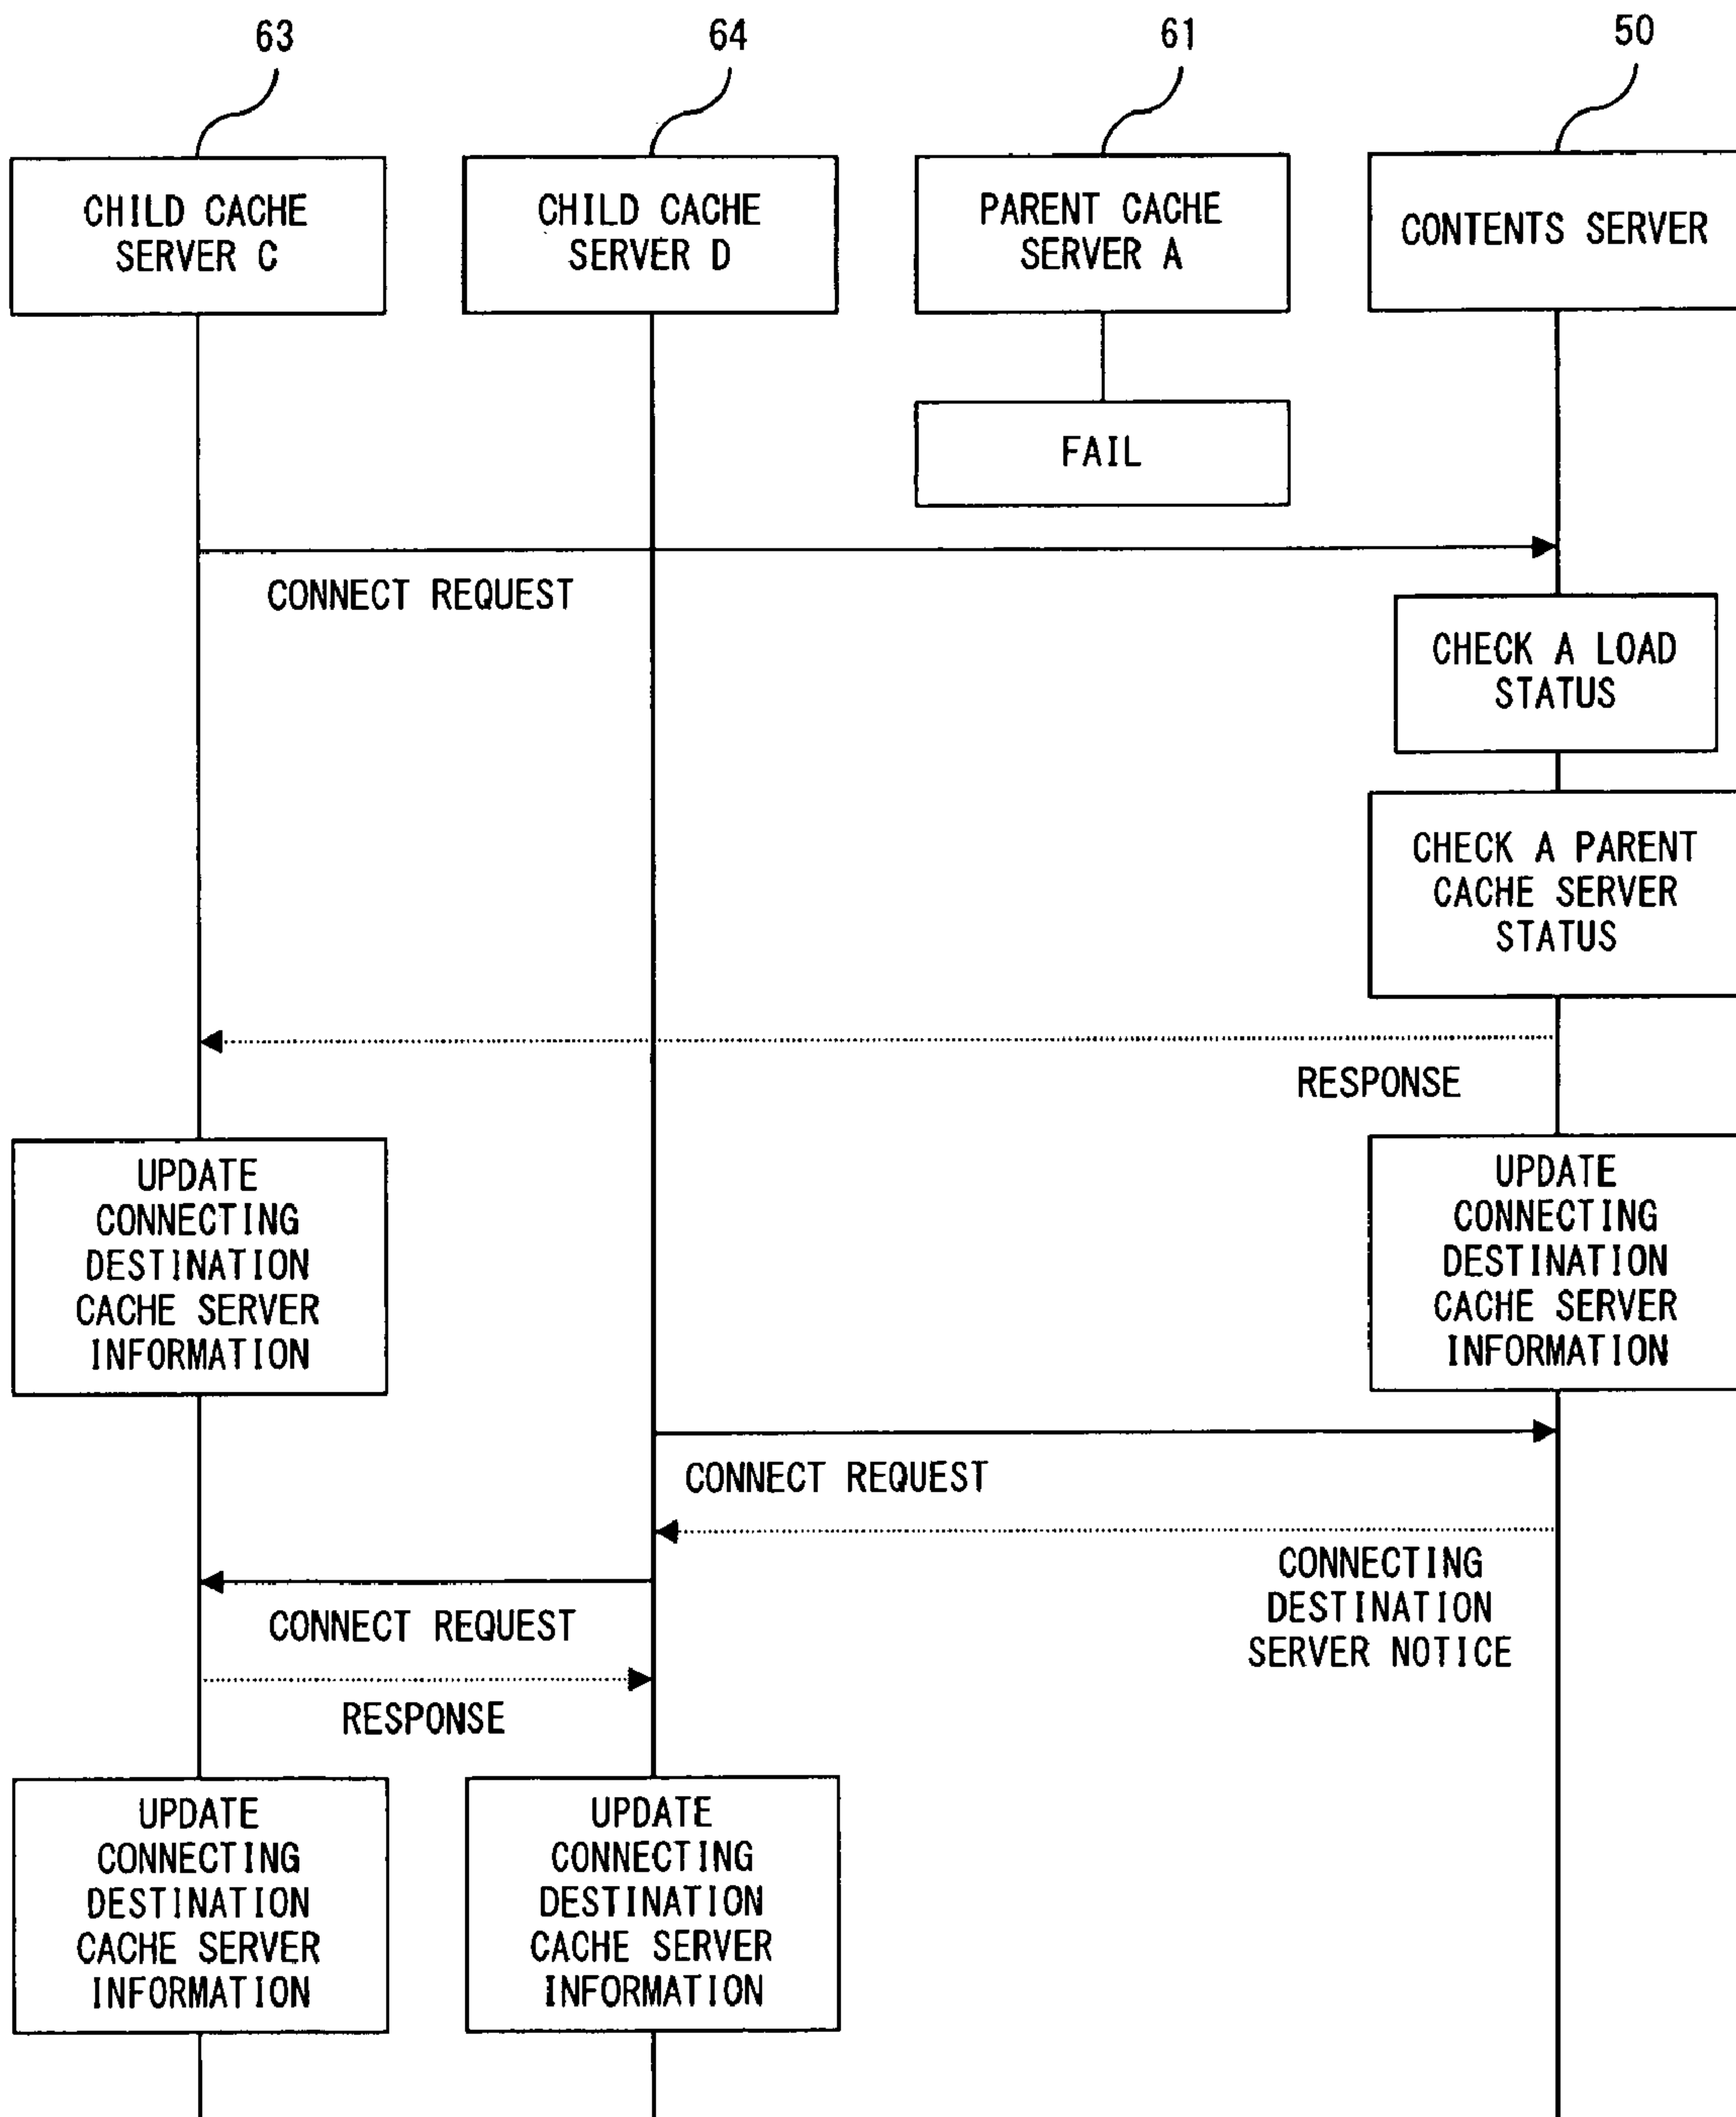 63
64
61
50
CHILD CACHE
SERVER C
CHILD CACHE
SERVER D
PARENT CACHE
SERVER A
CONTENTS SERVER
FAIL
CONNECT REQUEST
CHECK A LOAD
STATUS
CHECK A PARENT
CACHE SERVER
STATUS
RESPONSE
UPDATE
CONNECTING
DESTINATION
CACHE SERVER
INFORMATION
UPDATE
CONNECTING
DESTINATION
CACHE SERVER
INFORMATION
CONNECT REQUEST
CONNECTING
DESTINATION
SERVER NOTICE
CONNECT REQUEST
RESPONSE
UPDATE
CONNECTING
DESTINATION
CACHE SERVER
INFORMATION
UPDATE
CONNECTING
DESTINATION
CACHE SERVER
INFORMATION